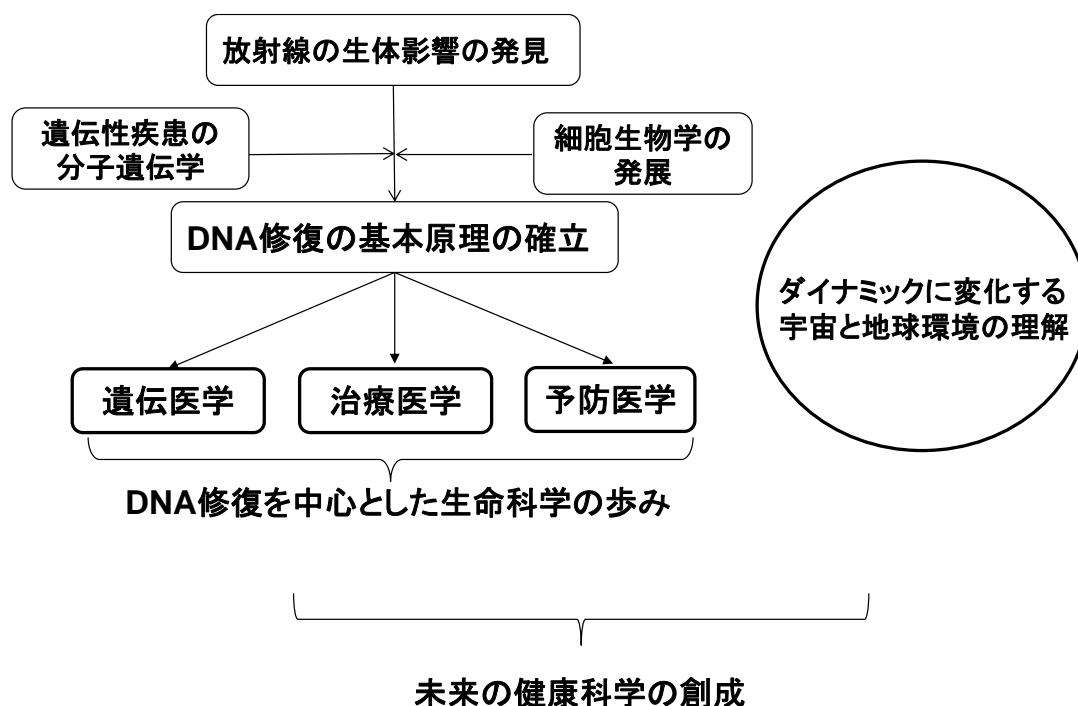 放射線の生体影響の発見
遺伝性疾患の
分子遺伝学
細胞生物学の
発展
DNA修復の基本原理の確立
ダイナミックに変化する
宇宙と地球環境の理解
遺伝医学
治療医学
予防医学
DNA修復を中心とした生命科学の歩み
未来の健康科学の創成